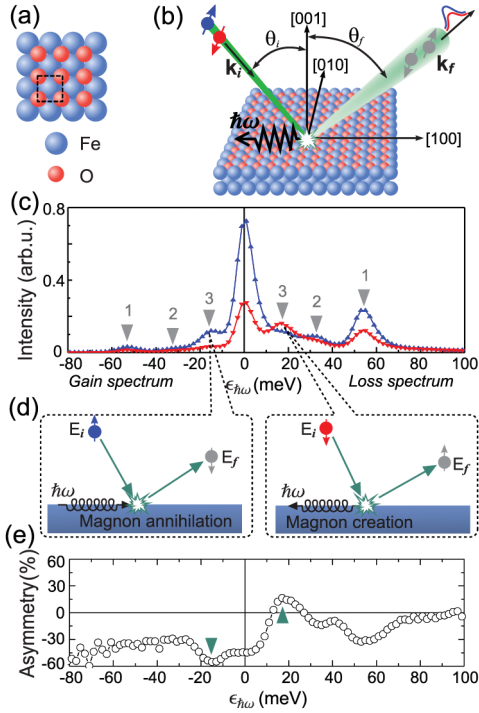 (a)
Fe
O
(b)
[001]
θi
θf
ki
[010]
kf
ħω
[100]
(c)
Intensity (arb.u.)
0.8
0.4
0
1
2
3
3
2
1
-80 -60 -40 -20 0 20 40 60 80 100
Gain spectrum
ϵħω (meV)
Loss spectrum
(d)
Ei
Ef
ħω
Magnon annihilation
Ei
Ef
ħω
Magnon creation
(e)
Asymmetry(%)
60
30
0
-30
-60
-80 -60 -40 -20 0 20 40 60 80 100
ϵħω (meV)